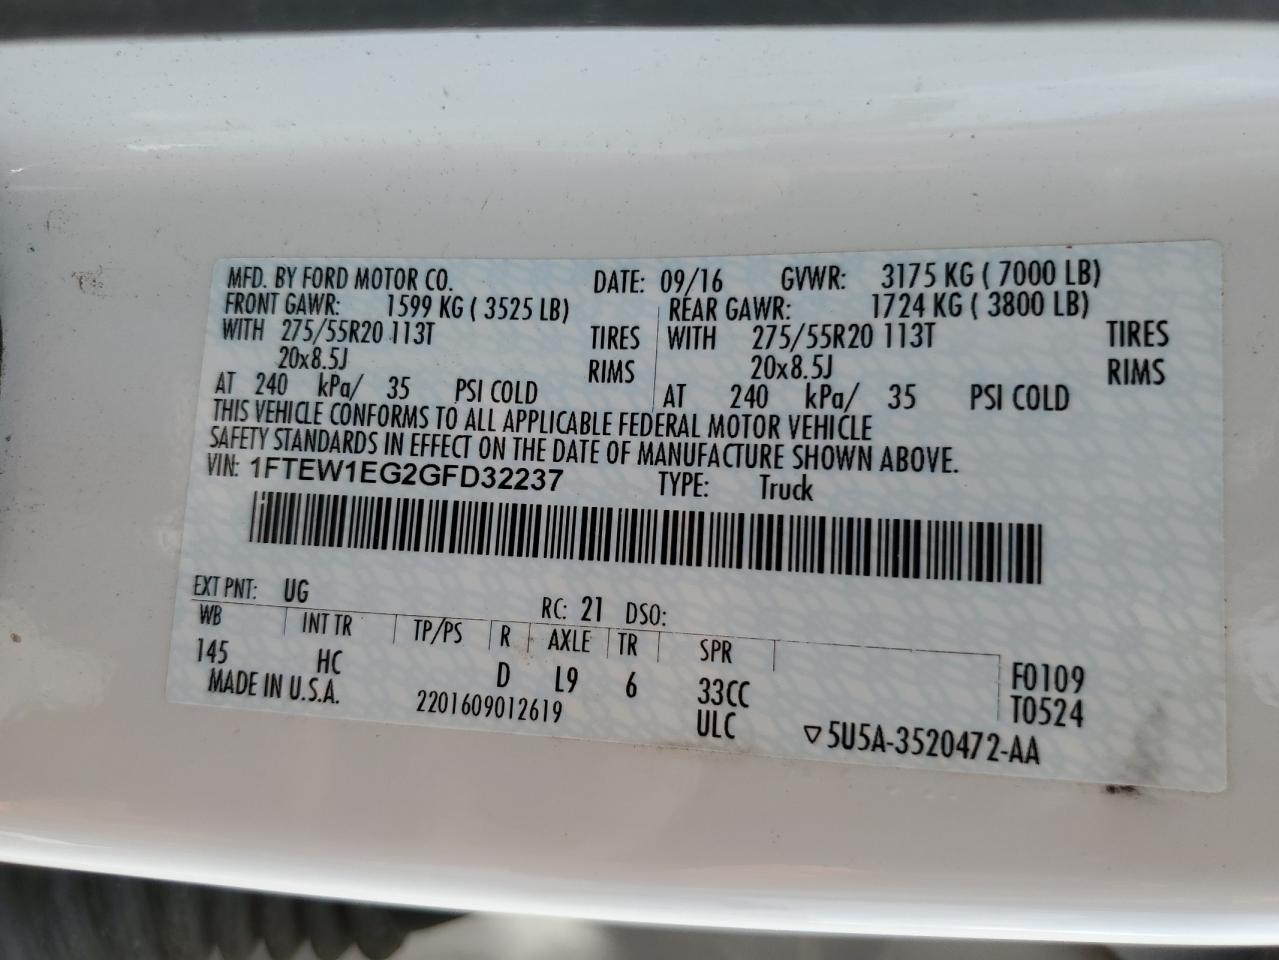 MFD. BY FORD MOTOR CO. DATE: 09/16 GVWR: 3175 KG ( 7000 LB)
FRONT GAWR: 1599 KG ( 3525 LB) REAR GAWR: 1724 KG ( 3800 LB)
WITH 275/55R20 113T TIRES WITH 275/55R20 113T TIRES
20x8.5J RIMS 20x8.5J RIMS
AT 240 kPa/ 35 PSI COLD AT 240 kPa/ 35 PSI COLD
THIS VEHICLE CONFORMS TO ALL APPLICABLE FEDERAL MOTOR VEHICLE
SAFETY STANDARDS IN EFFECT ON THE DATE OF MANUFACTURE SHOWN ABOVE.
VIN: 1FTEW1EG2GFD32237 TYPE: Truck
EXT PNT: UG RC: 21 DSO:
WB INT TR TP/PS R AXLE TR SPR
145 HC D L9 6 33CC F0109
MADE IN U.S.A. 2201609012619 ULC T0524
▽5U5A-3520472-AA